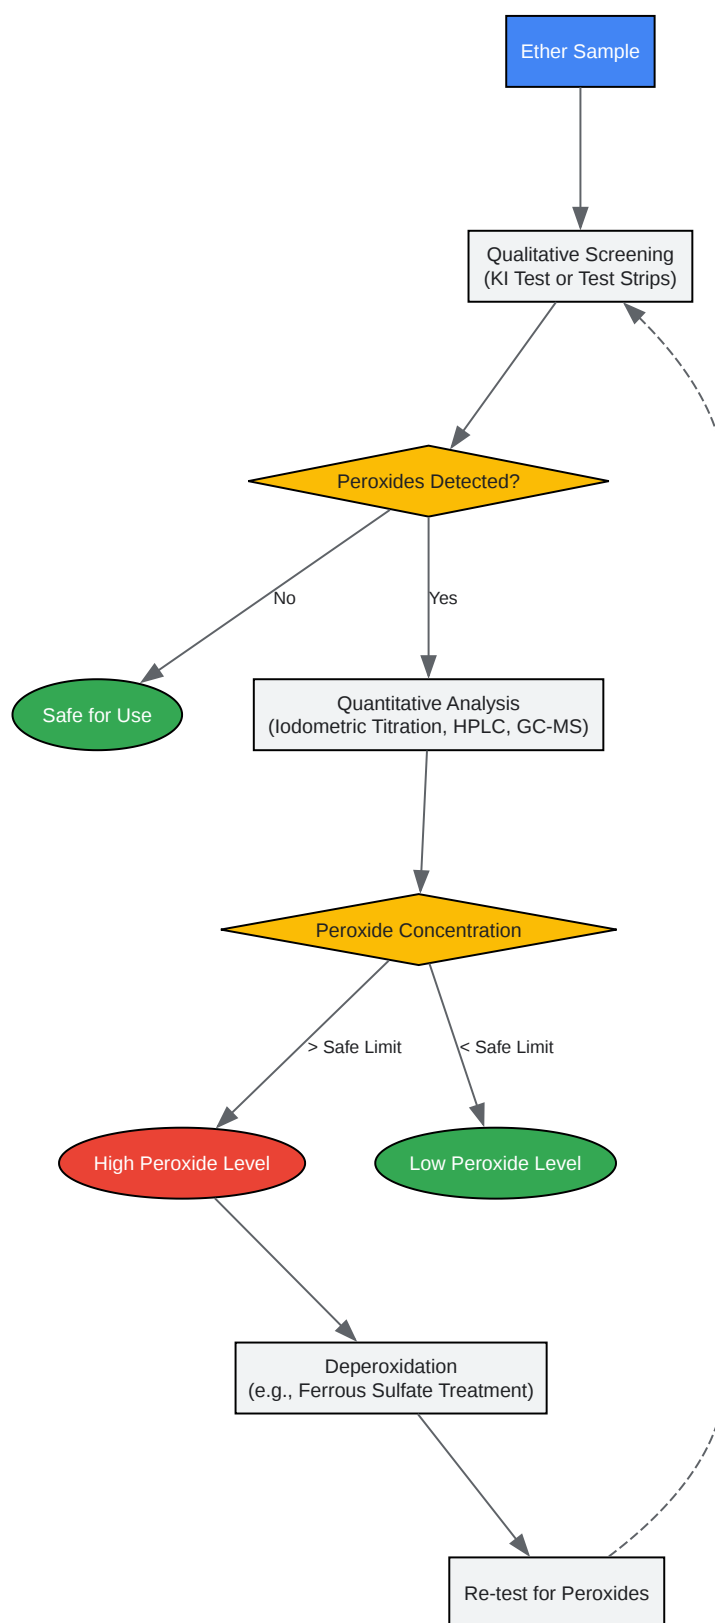 Ether Sample
Qualitative Screening
(KI Test or Test Strips)
Peroxides Detected?
No
Yes
Safe for Use
Quantitative Analysis
(Iodometric Titration, HPLC, GC-MS)
Peroxide Concentration
> Safe Limit
< Safe Limit
High Peroxide Level
Low Peroxide Level
Deperoxidation
(e.g., Ferrous Sulfate Treatment)
Re-test for Peroxides